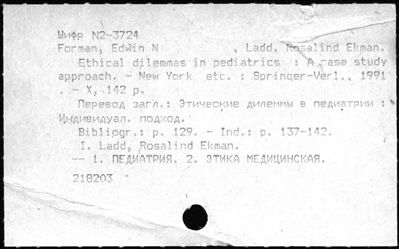 Шифр N2-3724
Forman, Edwin N , Ladd, Rosalind Ekman.
Ethical dilemmas in pediatrics : A case study
approach. - New York etc. : Springer-Verl., 1991
. - X, 142 p.
Перевод загл.: Этические дилеммы в педиатрии :
Индивидуал. подход.
Bibliogr.: p. 129. - Ind.: p. 137-142.
I. Ladd, Rosalind Ekman.
-- 1. ПЕДИАТРИЯ. 2. ЭТИКА МЕДИЦИНСКАЯ.
218203